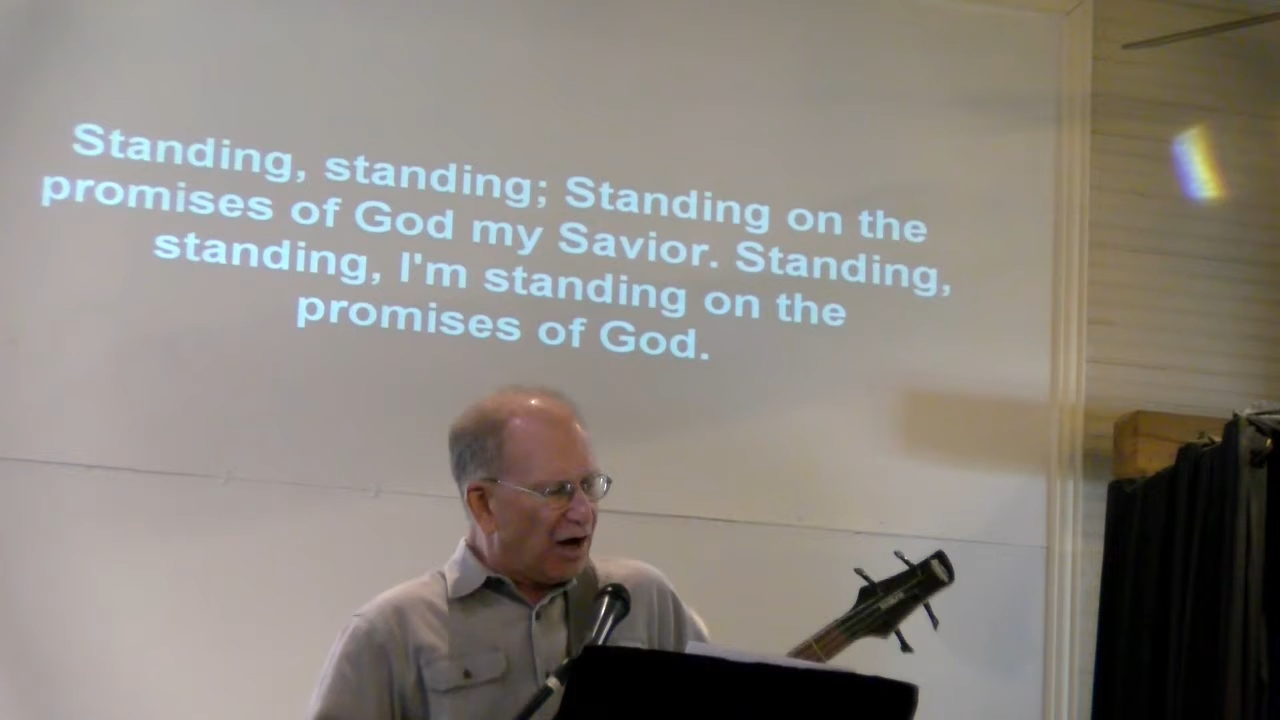 Standing, standing; Standing on the
promises of God my Savior. Standing,
standing, I'm standing on the
promises of God.